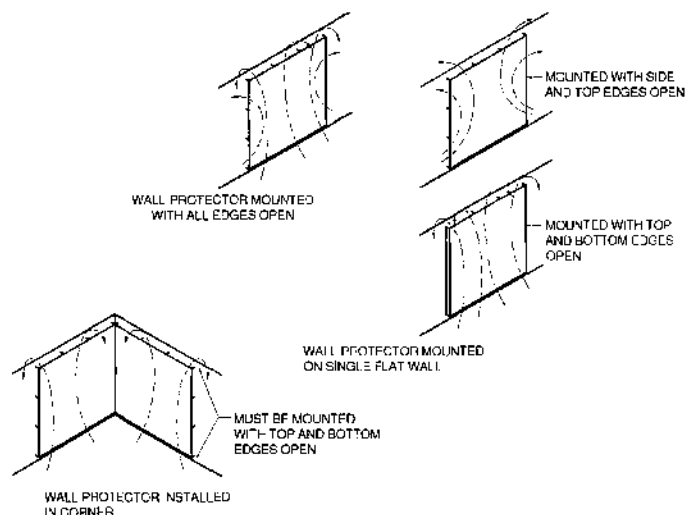 WALL PROTECTOR MOUNTED
WITH ALL EDGES OPEN
MOUNTED WITH SIDE
AND TOP EDGES OPEN
MOUNTED WITH TOP
AND BOTTOM EDGES
OPEN
WALL PROTECTOR MOUNTED
ON SINGLE FLAT WALL
MUST BE MOUNTED
WITH TOP AND BOTTOM
EDGES OPEN
WALL PROTECTOR INSTALLED
IN CORNER